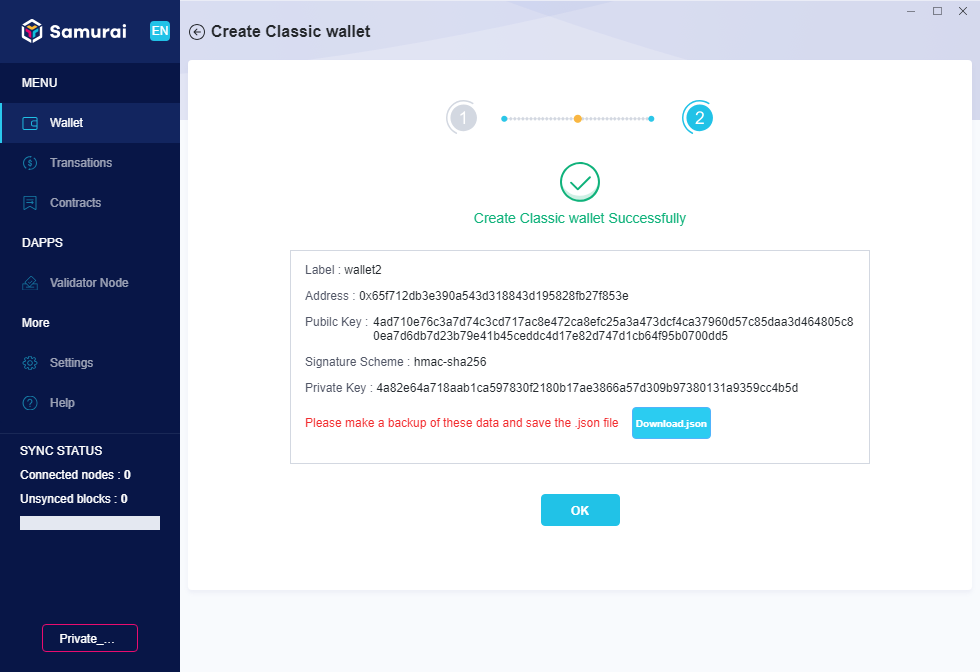 Samurai
EN
Create Classic wallet
MENU
Wallet
Transations
Contracts
DAPPS
Validator Node
More
Settings
Help
SYNC STATUS
Connected nodes : 0
Unsynced blocks : 0
Private_...
1
2
Create Classic wallet Successfully
Label : wallet2
Address : 0x65f712db3e390a543d318843d195828fb27f853e
Pubilc Key : 4ad710e76c3a7d74c3cd717ac8e472ca8efc25a3a473dcf4ca37960d57c85daa3d464805c8
0ea7d6db7d23b79e41b45ceddc4d17e82d747d1cb64f95b0700dd5
Signature Scheme : hmac-sha256
Private Key : 4a82e64a718aab1ca597830f2180b17ae3866a57d309b97380131a9359cc4b5d
Please make a backup of these data and save the .json file
Download.json
OK